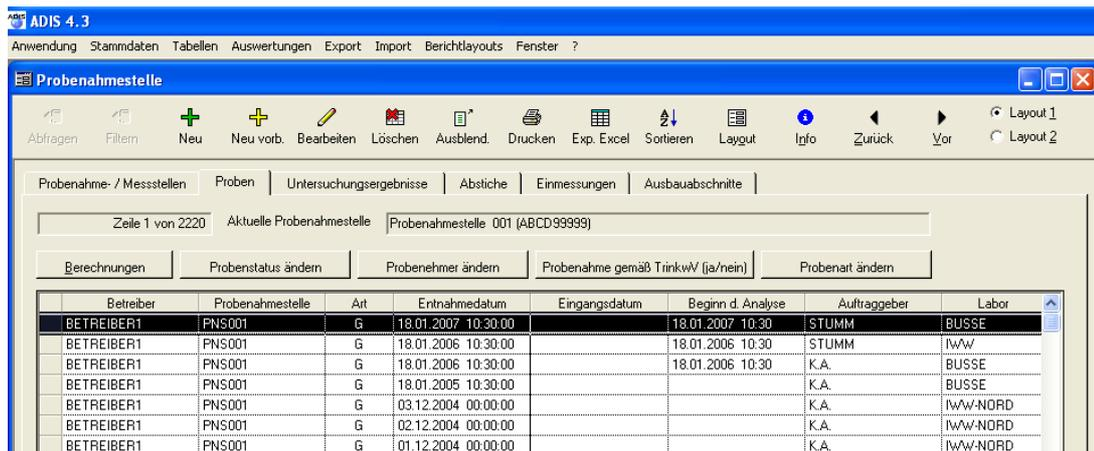 ADIS 4.3
Anwendung Stammdaten Tabellen Auswertungen Export Import Berichtlayouts Fenster ?
Probenahmestelle
Abfragen Filtern Neu Neu vorb. Bearbeiten Löschen Ausblend. Drucken Exp. Excel Sortieren Layout Info Zurück Vor
Layout 1
Layout 2
Probenahme- / Messstellen Proben Untersuchungsergebnisse Abstiche Einmessungen Ausbauabschnitte
Zeile 1 von 2220 Aktuelle Probenahmestelle Probenahmestelle 001 (ABCD99999)
Berechnungen Probenstatus ändern Probenehmer ändern Probenahme gemäß TrinkwV (ja/nein) Probenart ändern
Betreiber Probenahmestelle Art Entnahmedatum Eingangsdatum Beginn d. Analyse Auftraggeber Labor
BETREIBER1 PNS001 G 18.01.2007 10:30:00 18.01.2007 10:30 STUMM BUSSE
BETREIBER1 PNS001 G 18.01.2006 10:30:00 18.01.2006 10:30 STUMM IWW
BETREIBER1 PNS001 G 18.01.2006 10:30:00 18.01.2006 10:30 K.A. BUSSE
BETREIBER1 PNS001 G 18.01.2005 10:30:00 K.A. BUSSE
BETREIBER1 PNS001 G 03.12.2004 00:00:00 K.A. IWW-NORD
BETREIBER1 PNS001 G 02.12.2004 00:00:00 K.A. IWW-NORD
BETREIBER1 PNS001 G 01.12.2004 00:00:00 K.A. IWW-NORD